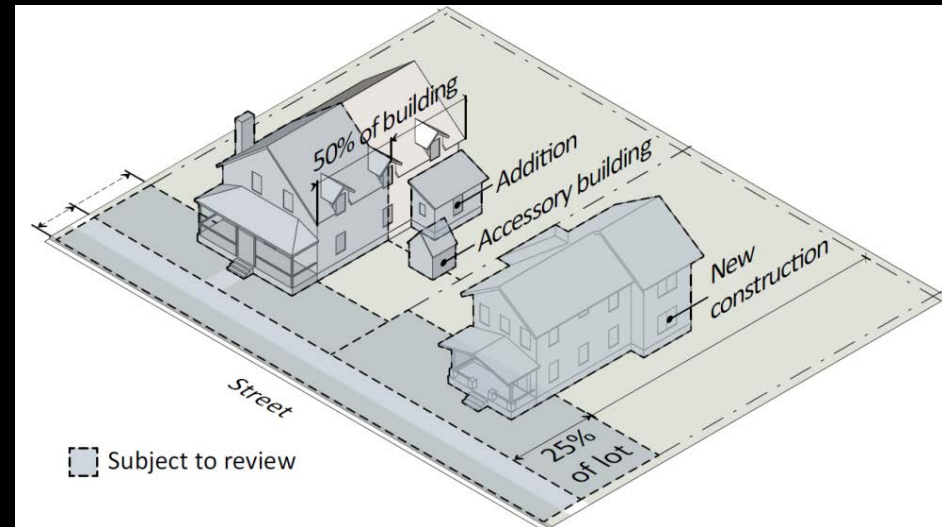 50% of building
Addition
Accessory building
New
construction
Street
25%
of lot
Subject to review